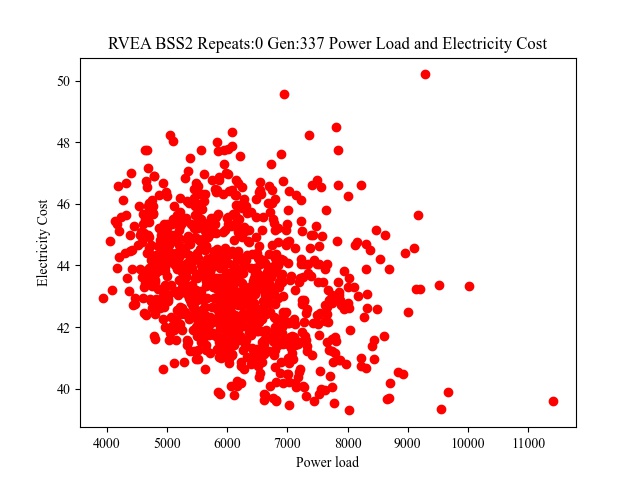 RVEA BSS2 Repeats:0 Gen:337 Power Load and Electricity Cost
50
48
46
44
42
40
Electricity Cost
4000 5000 6000 7000 8000 9000 10000 11000
Power load